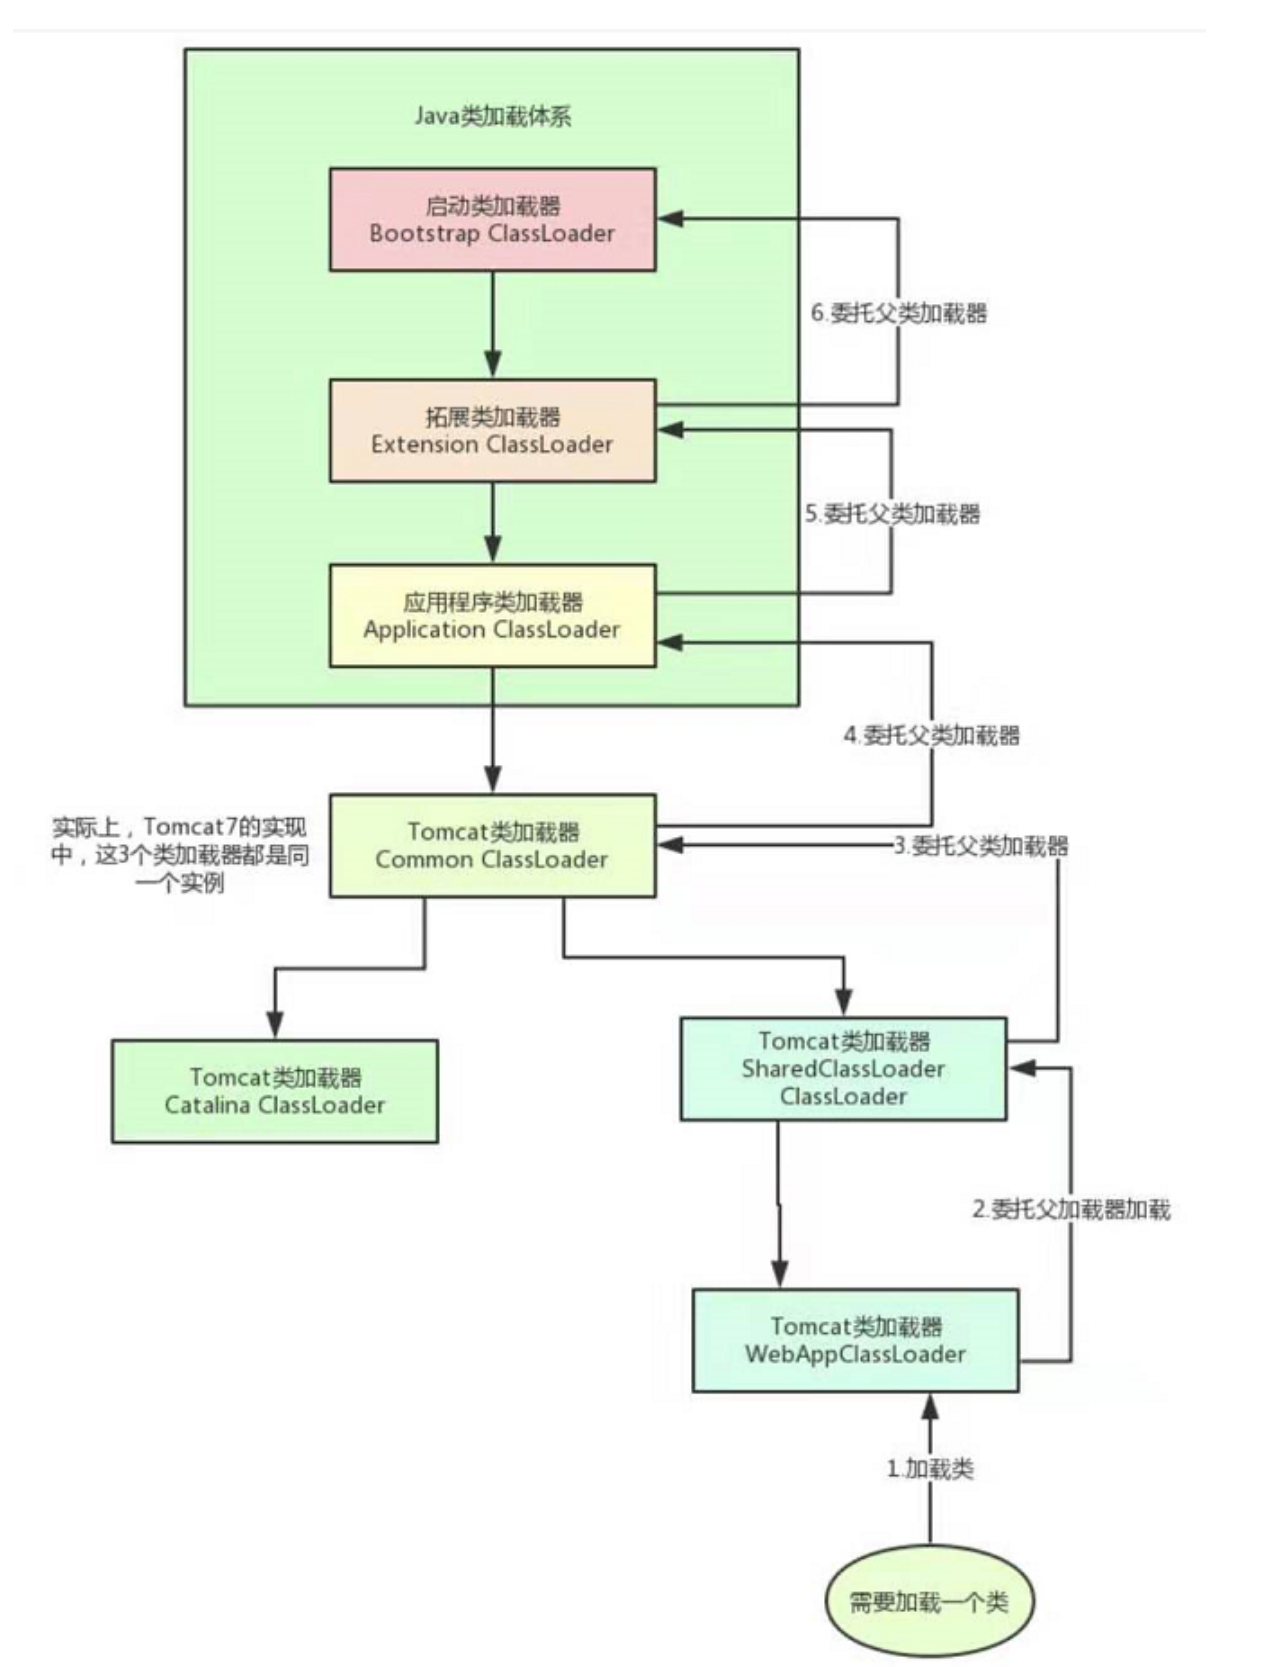 Java类加载体系
启动类加载器
Bootstrap ClassLoader
6.委托父类加载器
拓展类加载器
Extension ClassLoader
5.委托父类加载器
应用程序类加载器
Application ClassLoader
4.委托父类加载器
实际上，Tomcat7的实现
中，这3个类加载器都是同
一个实例
Tomcat类加载器
Common ClassLoader
3.委托父类加载器
Tomcat类加载器
Catalina ClassLoader
Tomcat类加载器
SharedClassLoader
ClassLoader
2.委托父加载器加载
Tomcat类加载器
WebAppClassLoader
1.加载类
需要加载一个类